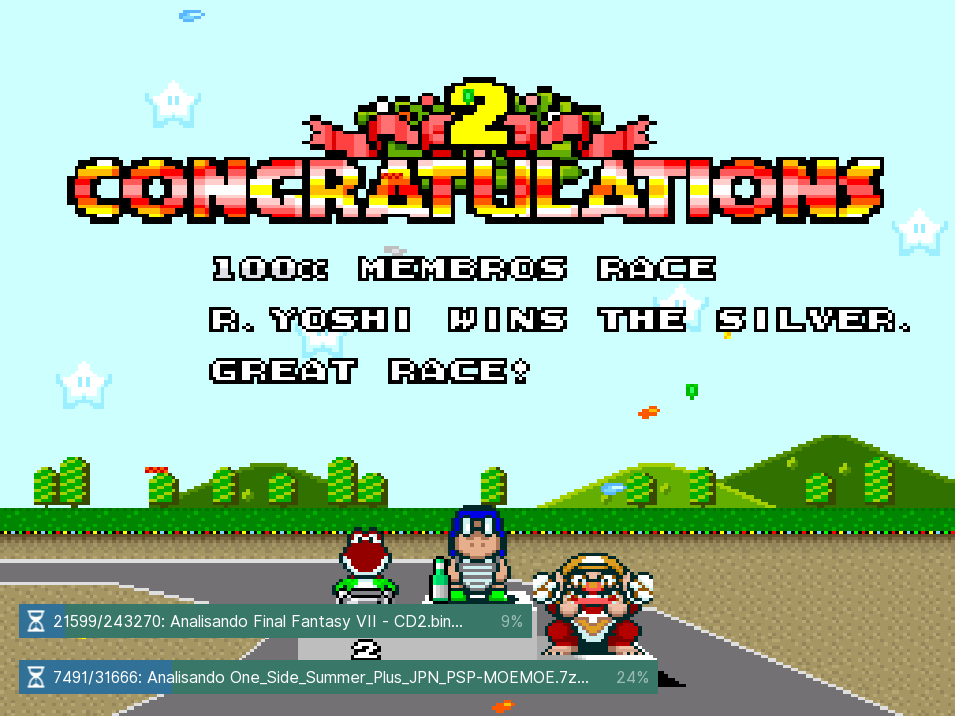 2
CONGRATULATIONS
100cc MEMBROS RACE
R. YOSHI WINS THE SILVER.
GREAT RACE!
21599/243270: Analisando Final Fantasy VII - CD2.bin... 9%
2
7491/31666: Analisando One_Side_Summer_Plus_JPN_PSP-MOEMOE.7z... 24%